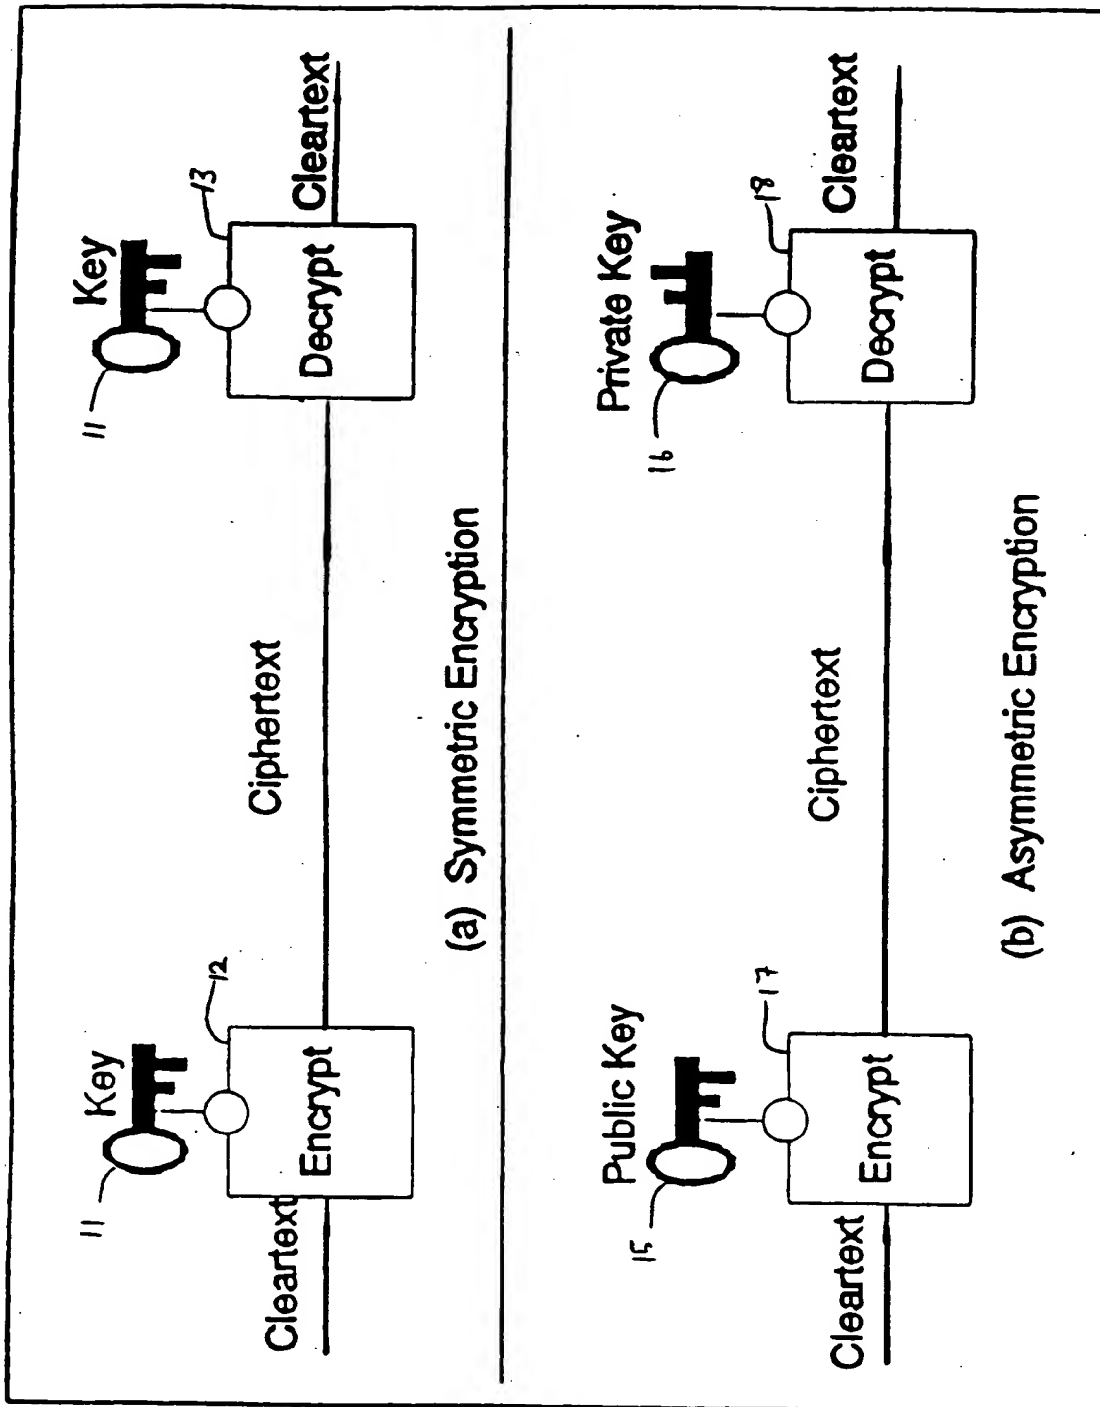 Key
Key
11
11
12
13
Cleartext
Encrypt
Ciphertext
Decrypt
Cleartext
(a) Symmetric Encryption
Public Key
Private Key
15
16
17
18
Cleartext
Encrypt
Ciphertext
Decrypt
Cleartext
(b) Asymmetric Encryption